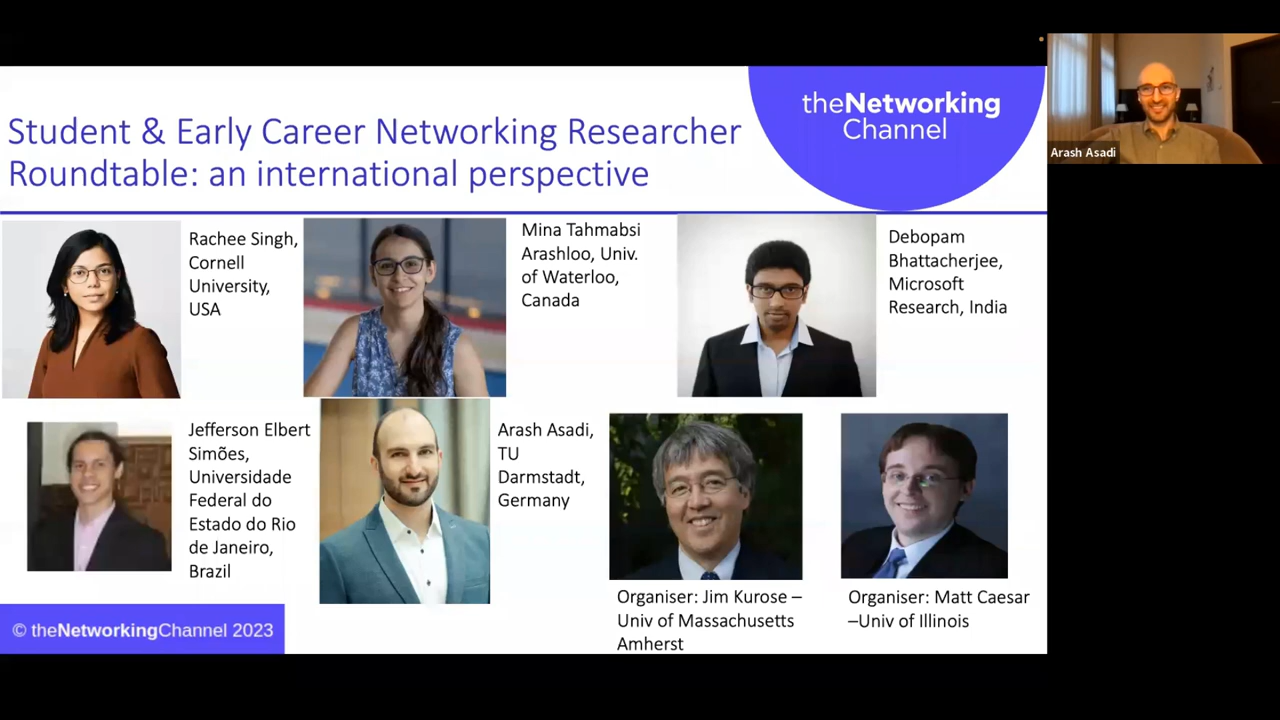 theNetworking
Channel
Student & Early Career Networking Researcher
Roundtable: an international perspective
Arash Asadi
Rachee Singh,
Cornell
University,
USA
Mina Tahmabsi
Arashloo, Univ.
of Waterloo,
Canada
Debopam
Bhattacherjee,
Microsoft
Research, India
Jefferson Elbert
Simões,
Universidade
Federal do
Estado do Rio
de Janeiro,
Brazil
Arash Asadi,
TU
Darmstadt,
Germany
Organiser: Jim Kurose –
Univ of Massachusetts
Amherst
Organiser: Matt Caesar
–Univ of Illinois
© theNetworkingChannel 2023